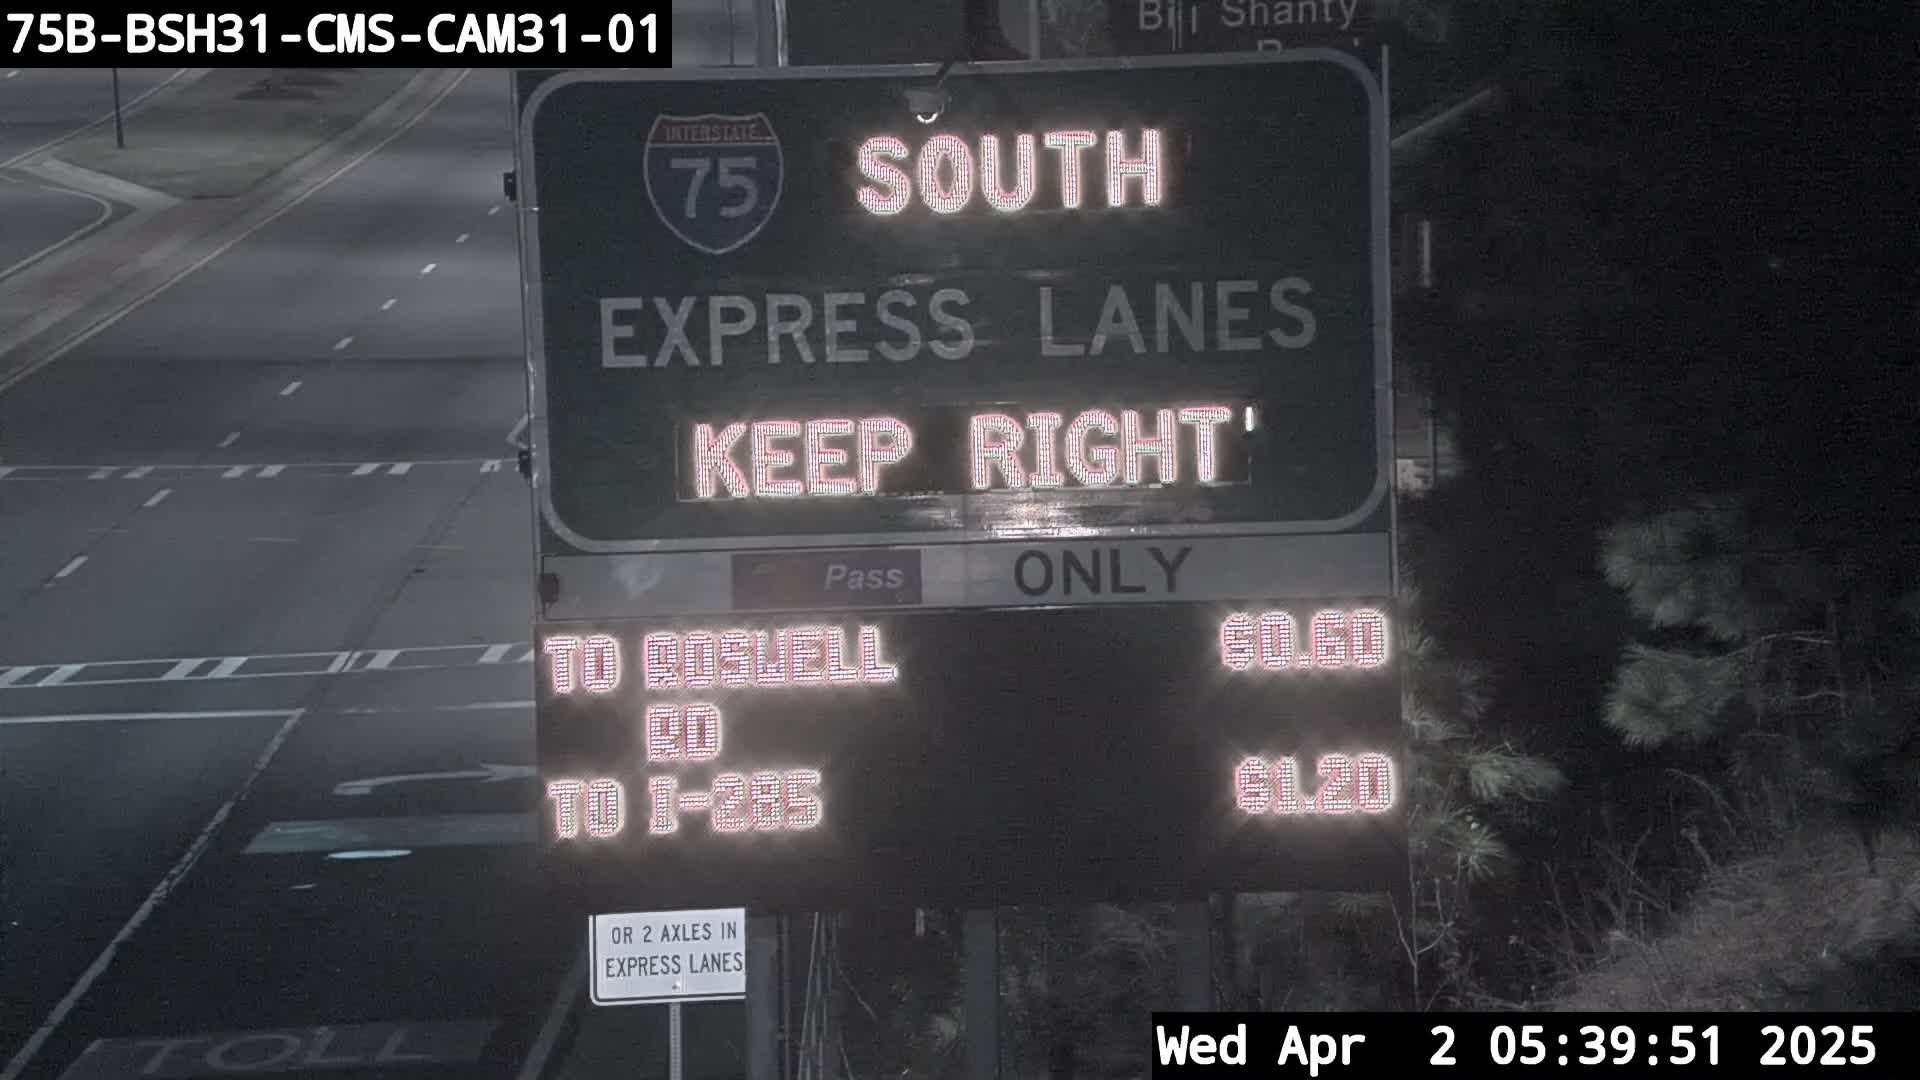 75B-BSH31-CMS-CAM31-01
Bill Shanty
INTERSTATE
75
SOUTH
EXPRESS LANES
KEEP RIGHT
Pass ONLY
TO ROSWELL $0.60
RD
TO I-285 $1.20
OR 2 AXLES IN
EXPRESS LANES
TOLL
Wed Apr 2 05:39:51 2025